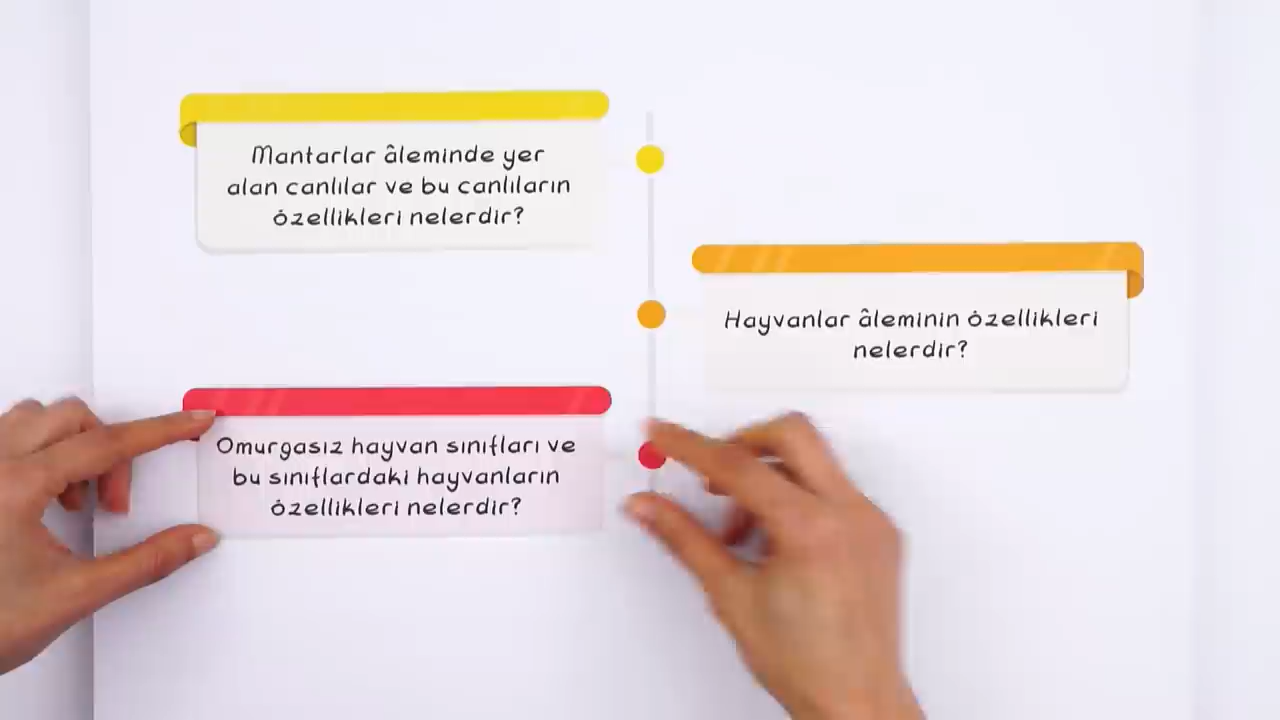 Mantarlar âleminde yer
alan canlılar ve bu canlıların
özellikleri nelerdir?
Hayvanlar âleminin özellikleri
nelerdir?
Omurgasız hayvan sınıfları ve
bu sınıflardaki hayvanların
özellikleri nelerdir?